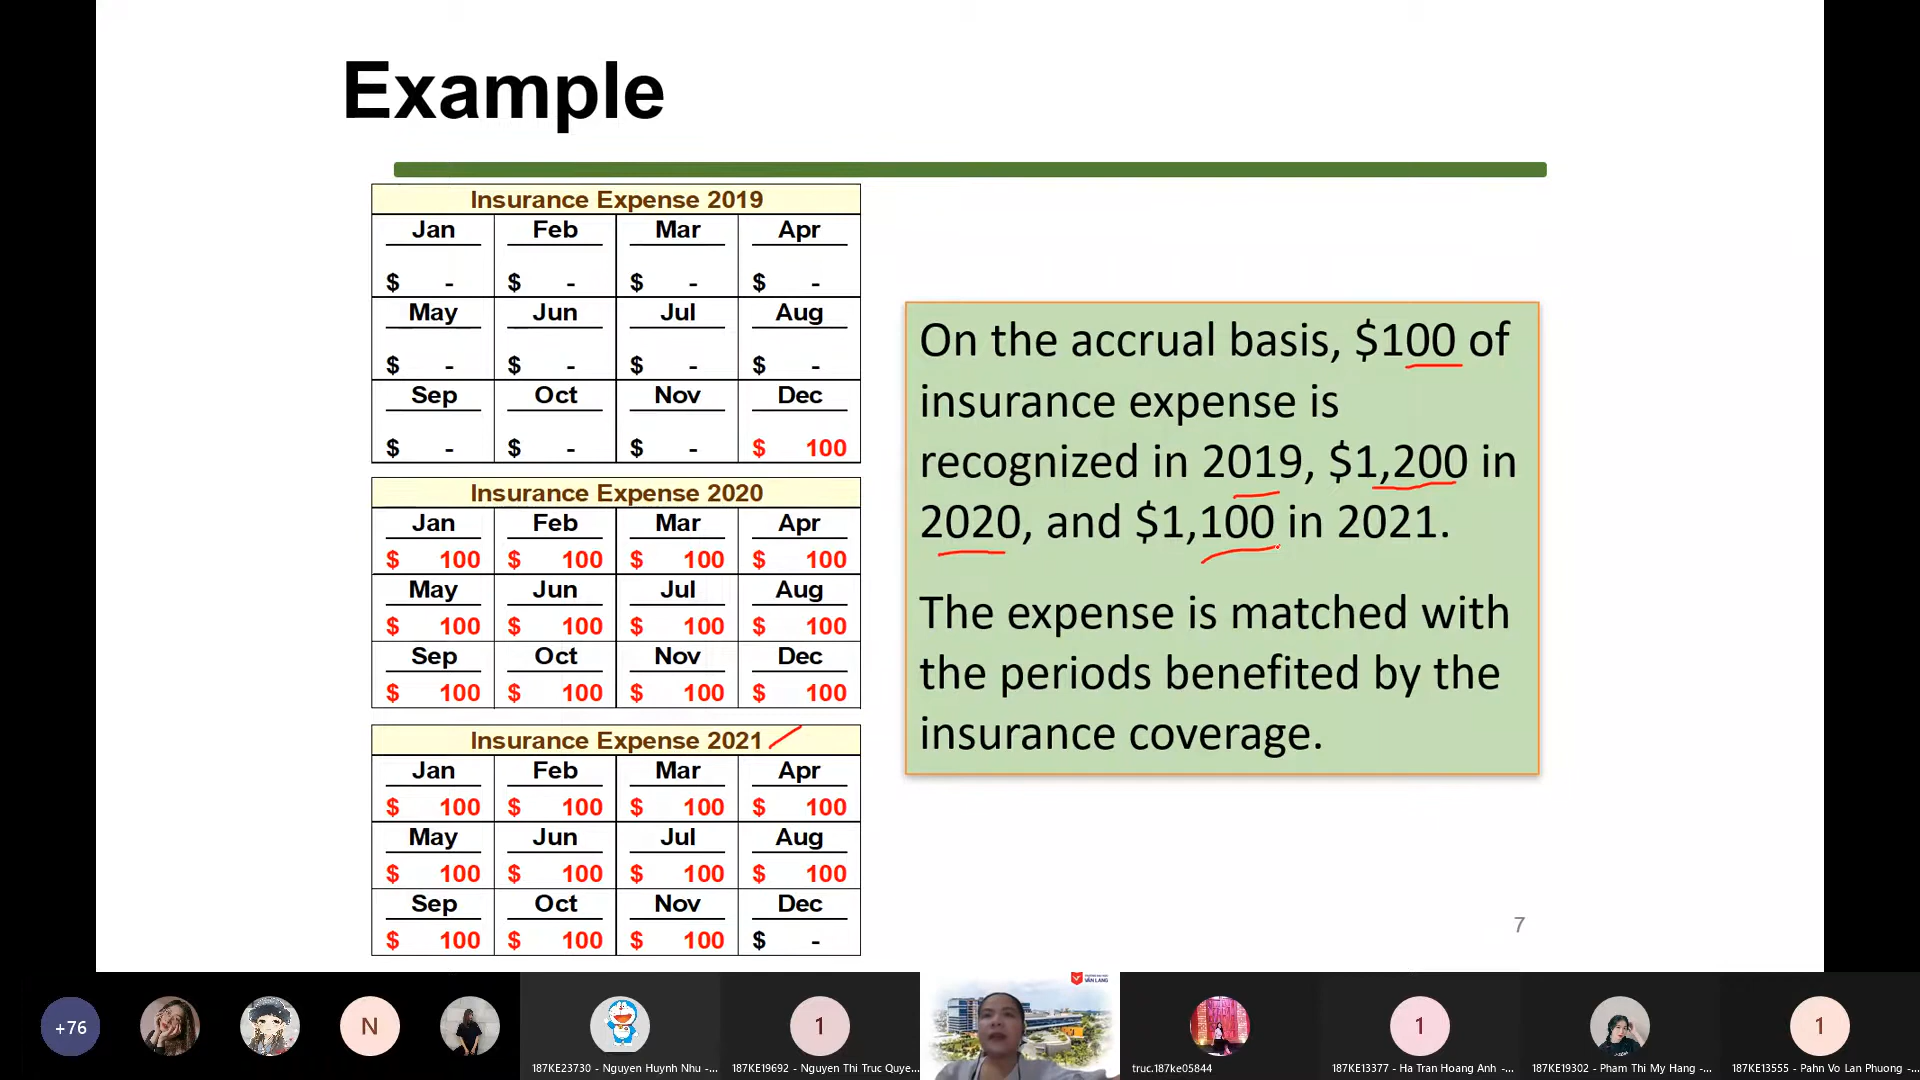 Example
Insurance Expense 2019
Jan Feb Mar Apr
$ - $ - $ - $ -
May Jun Jul Aug
$ - $ - $ - $ -
Sep Oct Nov Dec
$ - $ - $ - $ 100
Insurance Expense 2020
Jan Feb Mar Apr
$ 100 $ 100 $ 100 $ 100
May Jun Jul Aug
$ 100 $ 100 $ 100 $ 100
Sep Oct Nov Dec
$ 100 $ 100 $ 100 $ 100
Insurance Expense 2021
Jan Feb Mar Apr
$ 100 $ 100 $ 100 $ 100
May Jun Jul Aug
$ 100 $ 100 $ 100 $ 100
Sep Oct Nov Dec
$ 100 $ 100 $ 100 $ -
On the accrual basis, $100 of
insurance expense is
recognized in 2019, $1,200 in
2020, and $1,100 in 2021.
The expense is matched with
the periods benefited by the
insurance coverage.
7
+76
N
1
VĂN LANG
1
1
187KE23730 - Nguyen Huynh Nhu -...
187KE19692 - Nguyen Thi Truc Quye...
truc.187ke05844
187KE13377 - Ha Tran Hoang Anh -...
187KE19302 - Pham Thi My Hang -...
187KE13555 - Pahn Vo Lan Phuong -...